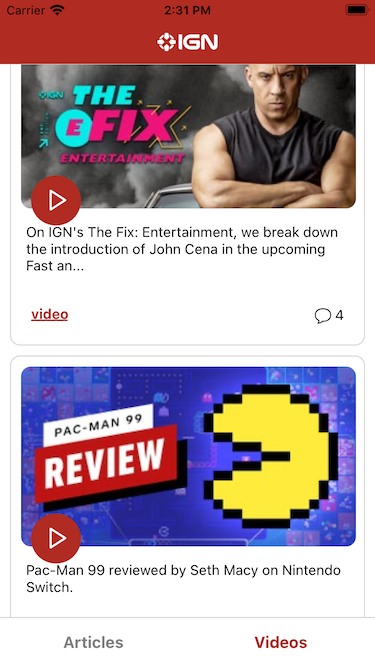 Carrier
2:31 PM
IGN
IGN
THE
eFIX
ENTERTAINMENT
On IGN's The Fix: Entertainment, we break down
the introduction of John Cena in the upcoming
Fast an...
video
4
PAC-MAN 99
REVIEW
Pac-Man 99 reviewed by Seth Macy on Nintendo
Switch.
Articles
Videos